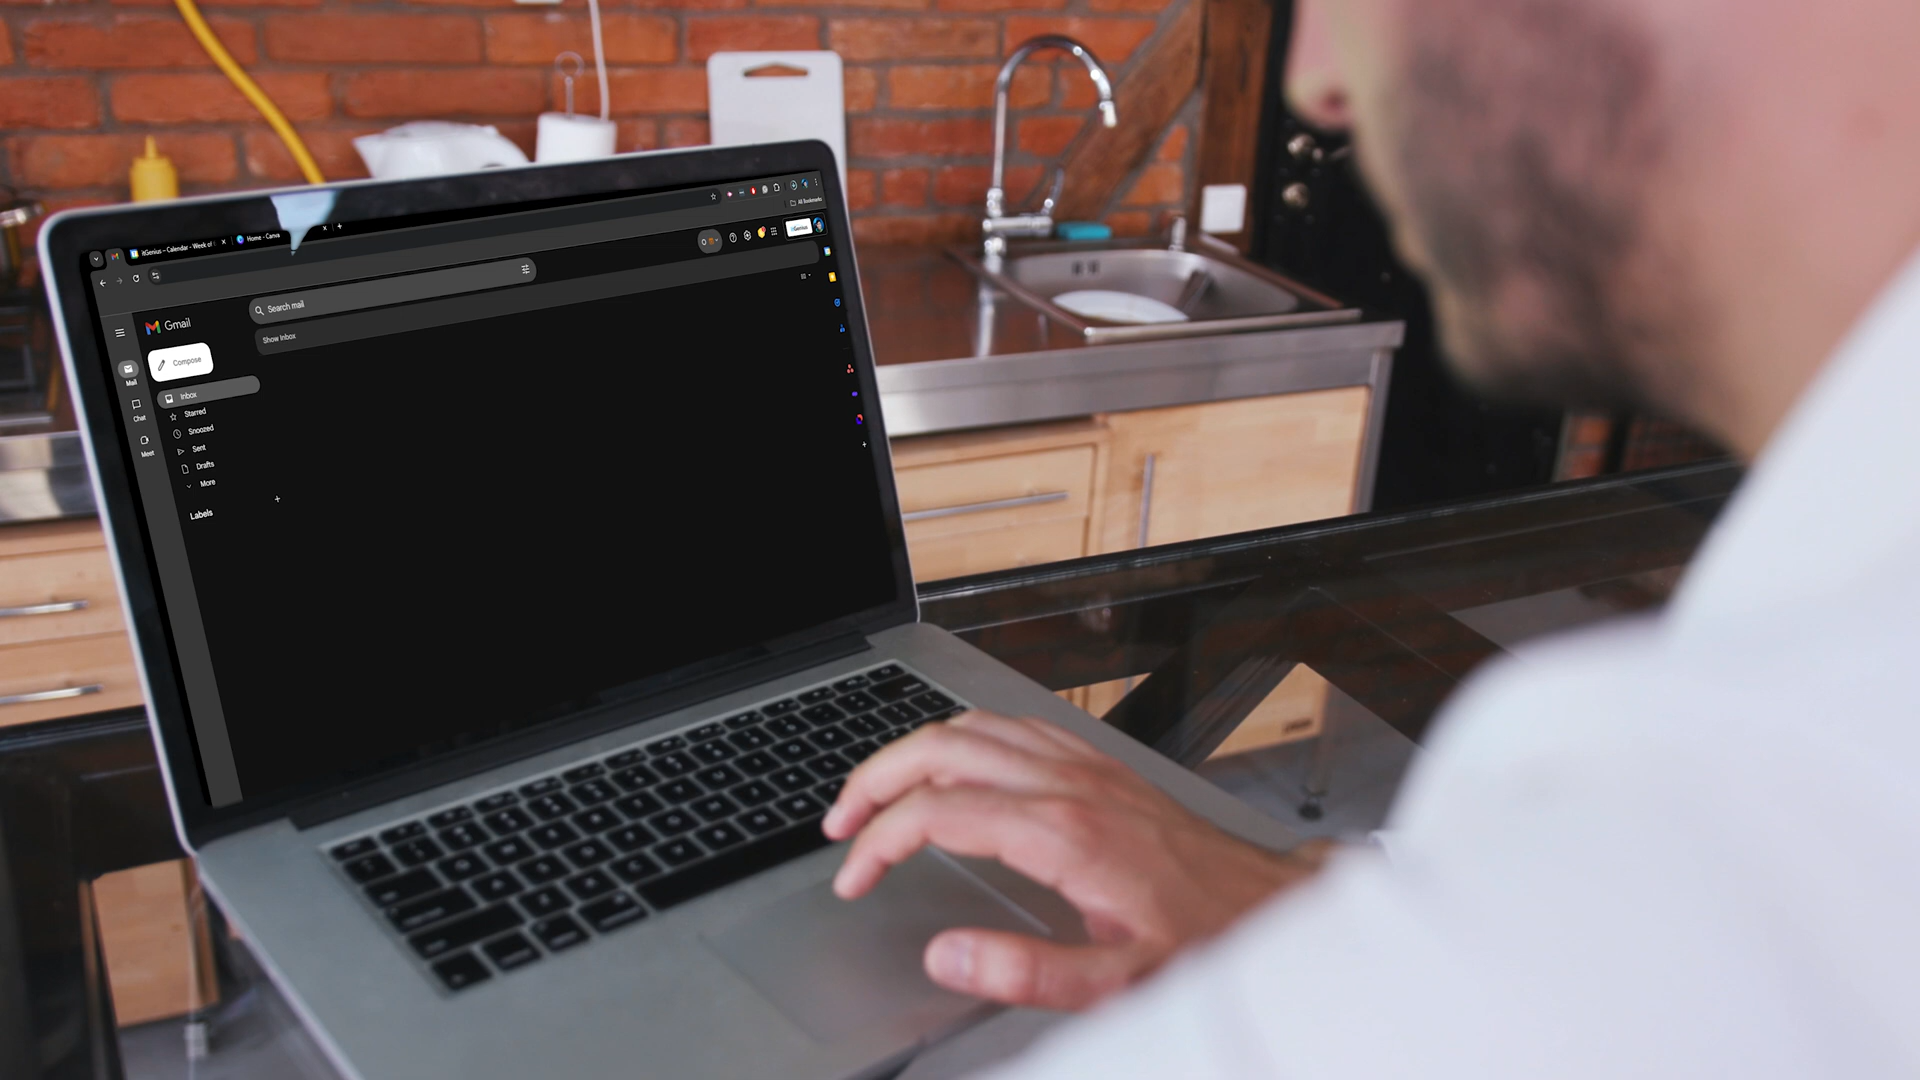 itGenius – Calendar - Week of
Home - Canva
All Bookmarks
Gmail
Search mail
itGenius
Show Inbox
Compose
Mail
Inbox
Starred
Chat
Snoozed
Sent
Meet
Drafts
More
Labels